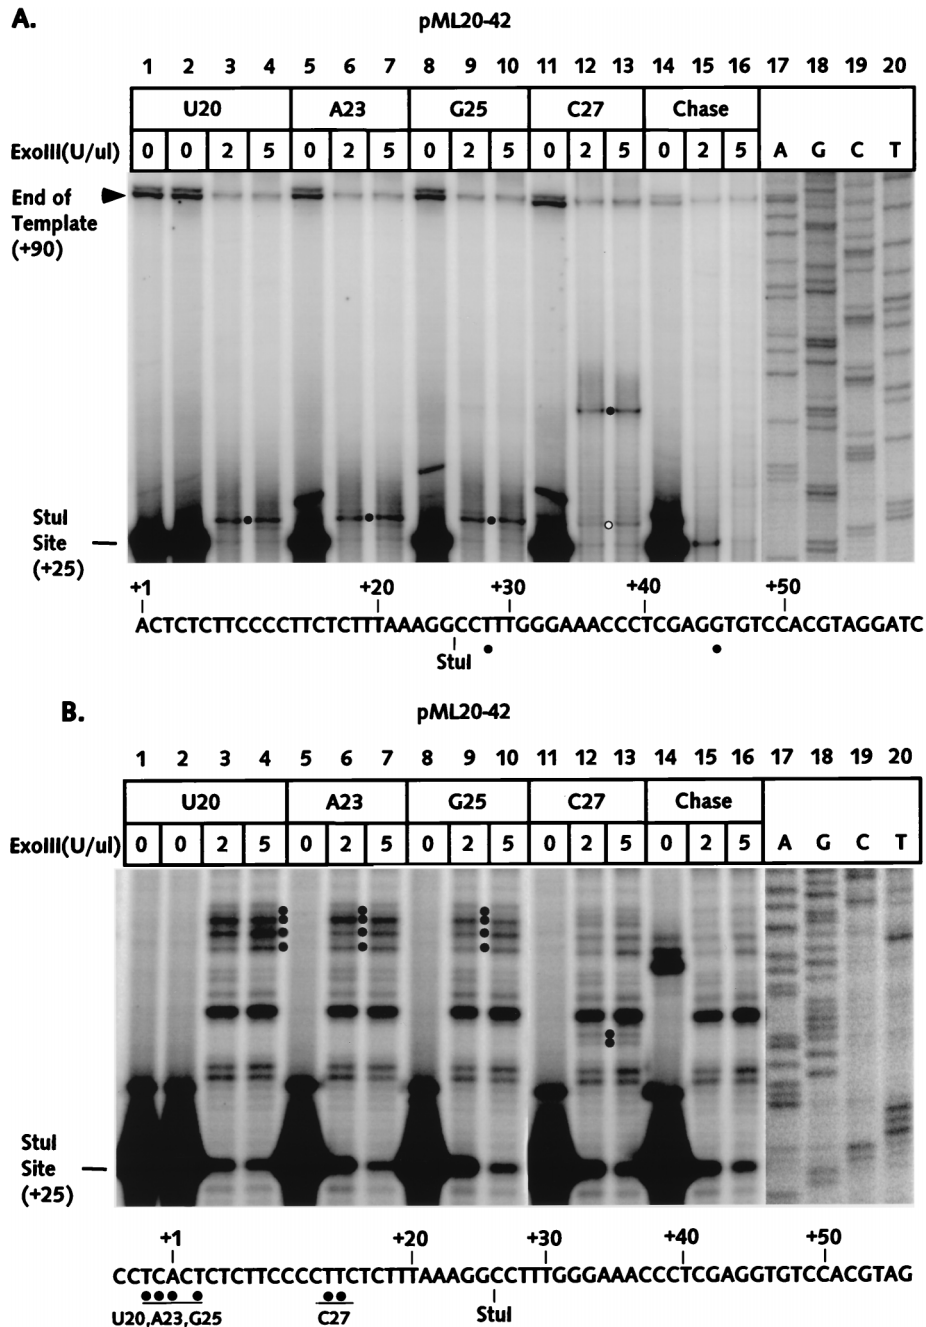 A.
pML20-42
1 2 3 4 5 6 7 8 9 10 11 12 13 14 15 16 17 18 19 20
U20 A23 G25 C27 Chase
ExoIII(U/ul) 0 0 2 5 0 2 5 0 2 5 0 2 5 0 2 5 A G C T
End of
Template
(+90)
StuI
Site
(+25)
+1 +20 +30 +40 +50
ACTCTCTTCCCCTTCTCTTTAAAGGCCTTTGGGAAACCCTCGAGGTGTCCACGTAGGATC
StuI
B.
pML20-42
1 2 3 4 5 6 7 8 9 10 11 12 13 14 15 16 17 18 19 20
U20 A23 G25 C27 Chase
ExoIII(U/ul) 0 0 2 5 0 2 5 0 2 5 0 2 5 0 2 5 A G C T
StuI
Site
(+25)
+1 +20 +30 +40 +50
CCTCACTCTCTTCCCCTTCTCTTTAAAGGCCTTTGGGAAACCCTCGAGGTGTCCACGTAG
U20,A23,G25 C27 StuI